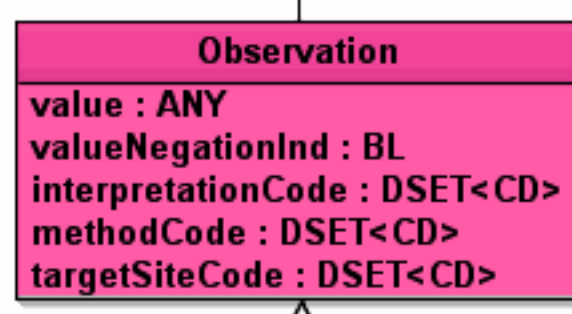 Observation
value : ANY
valueNegationInd : BL
interpretationCode : DSET<CD>
methodCode : DSET<CD>
targetSiteCode : DSET<CD>